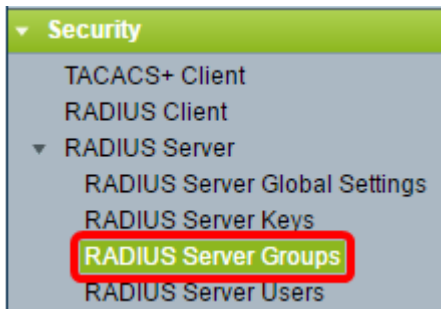 Security
TACACS+ Client
RADIUS Client
RADIUS Server
RADIUS Server Global Settings
RADIUS Server Keys
RADIUS Server Groups
RADIUS Server Users